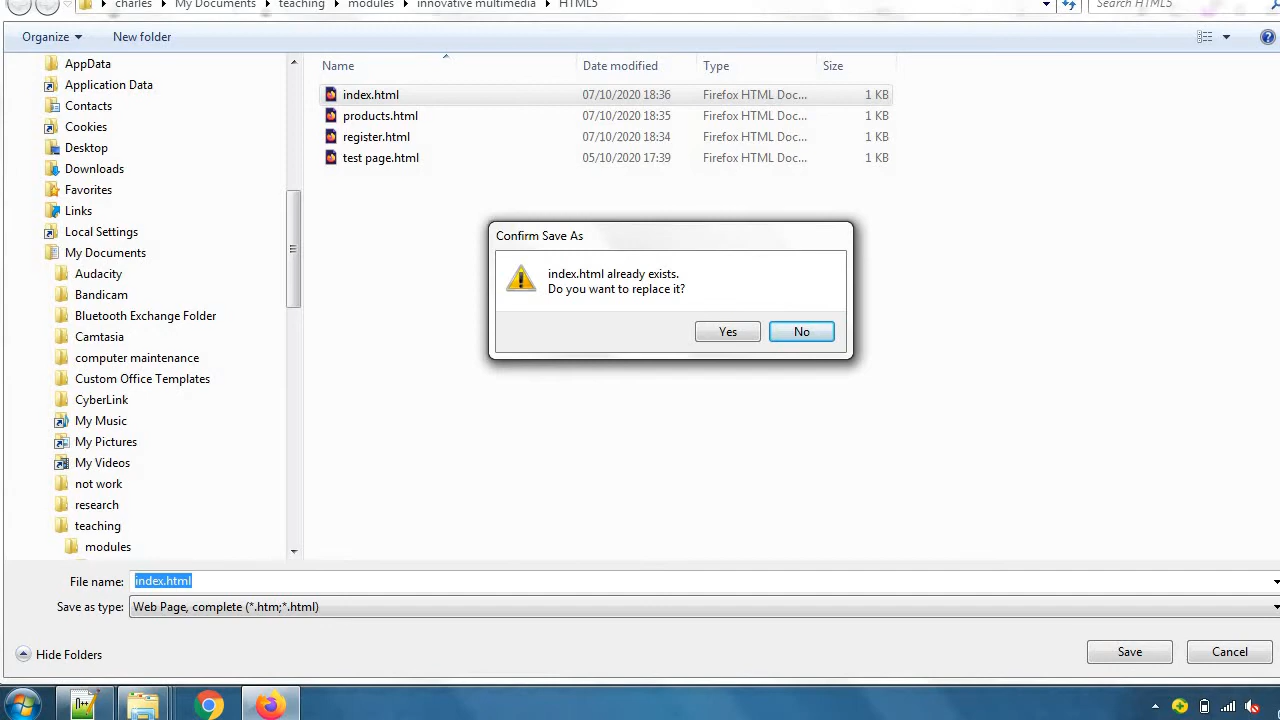 charles My Documents teaching modules innovative multimedia HTML5 Search HTML5
Organize New folder
Name Date modified Type Size
index.html 07/10/2020 18:36 Firefox HTML Doc... 1 KB
products.html 07/10/2020 18:35 Firefox HTML Doc... 1 KB
register.html 07/10/2020 18:34 Firefox HTML Doc... 1 KB
test page.html 05/10/2020 17:39 Firefox HTML Doc... 1 KB
AppData
Application Data
Contacts
Cookies
Desktop
Downloads
Favorites
Links
Local Settings
My Documents
Audacity
Bandicam
Bluetooth Exchange Folder
Camtasia
computer maintenance
Custom Office Templates
CyberLink
My Music
My Pictures
My Videos
not work
research
teaching
modules
Confirm Save As
index.html already exists.
Do you want to replace it?
Yes No
File name: index.html
Save as type: Web Page, complete (*.htm;*.html)
Hide Folders Save Cancel